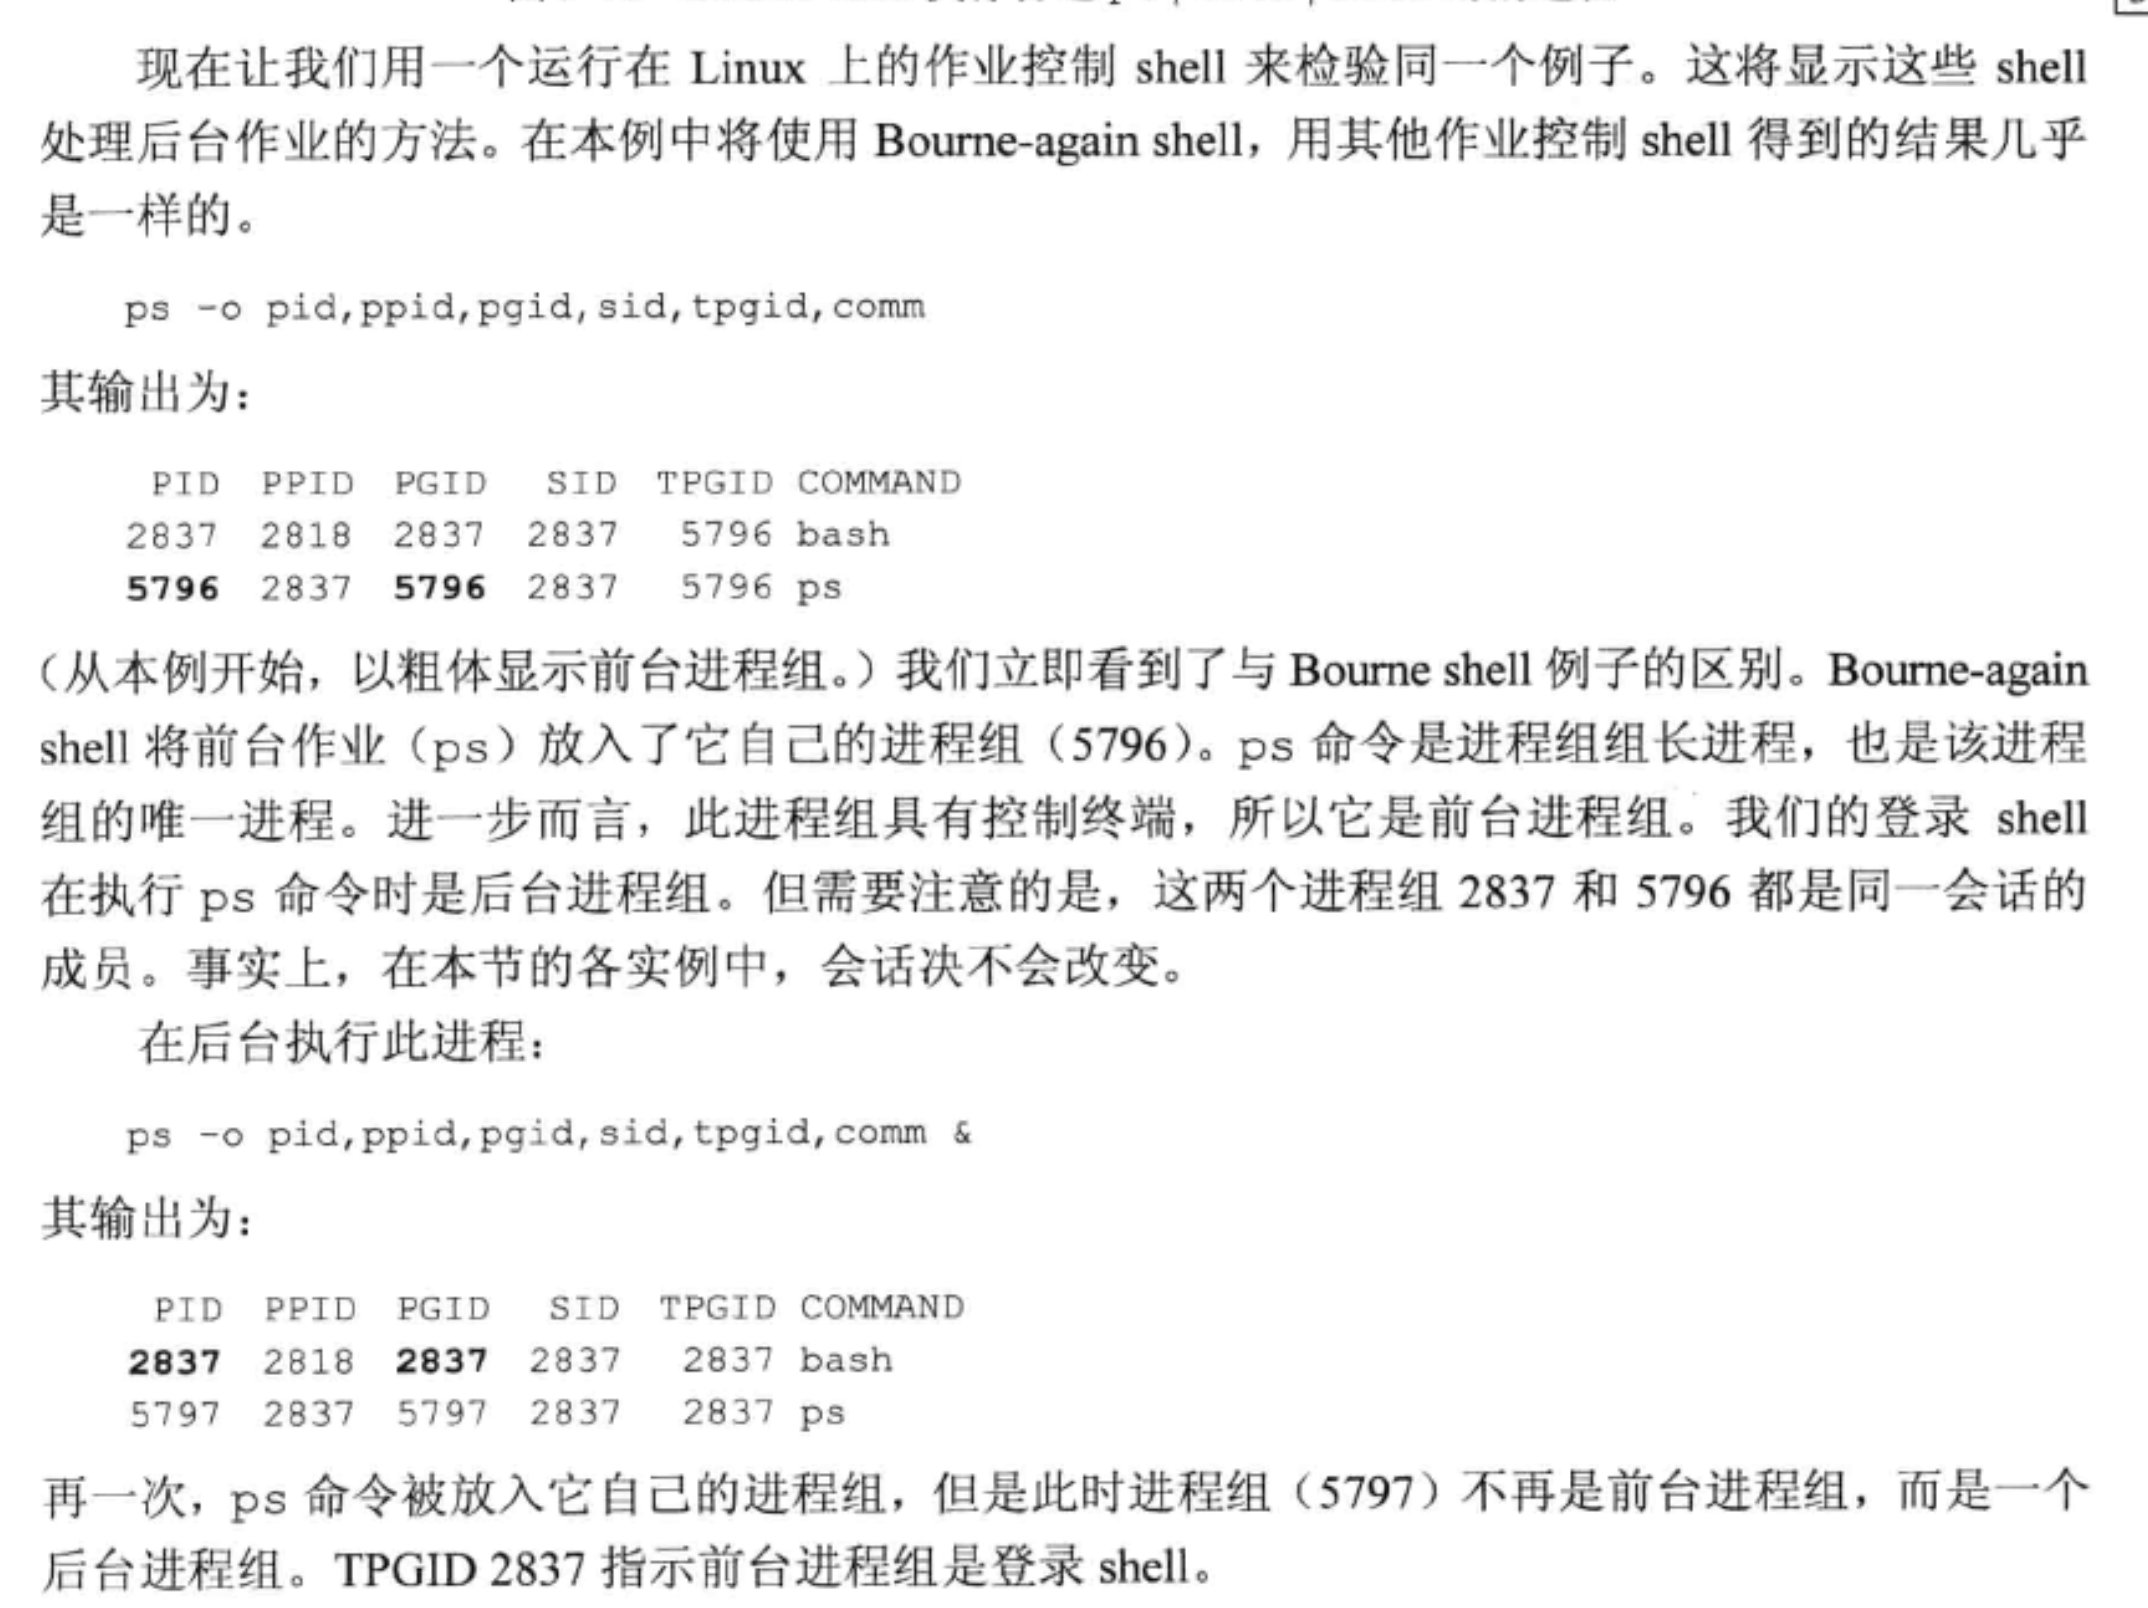 现在让我们用一个运行在 Linux 上的作业控制 shell 来检验同一个例子。这将显示这些 shell
处理后台作业的方法。在本例中将使用 Bourne-again shell，用其他作业控制 shell 得到的结果几乎
是一样的。
ps -o pid,ppid,pgid,sid,tpgid,comm
其输出为：
PID PPID PGID SID TPGID COMMAND
2837 2818 2837 2837 5796 bash
5796 2837 5796 2837 5796 ps
（从本例开始，以粗体显示前台进程组。）我们立即看到了与 Bourne shell 例子的区别。Bourne-again
shell 将前台作业（ps）放入了它自己的进程组（5796）。ps 命令是进程组组长进程，也是该进程
组的唯一进程。进一步而言，此进程组具有控制终端，所以它是前台进程组。我们的登录 shell
在执行 ps 命令时是后台进程组。但需要注意的是，这两个进程组 2837 和 5796 都是同一会话的
成员。事实上，在本节的各实例中，会话决不会改变。
在后台执行此进程：
ps -o pid,ppid,pgid,sid,tpgid,comm &
其输出为：
PID PPID PGID SID TPGID COMMAND
2837 2818 2837 2837 2837 bash
5797 2837 5797 2837 2837 ps
再一次，ps 命令被放入它自己的进程组，但是此时进程组（5797）不再是前台进程组，而是一个
后台进程组。TPGID 2837 指示前台进程组是登录 shell。